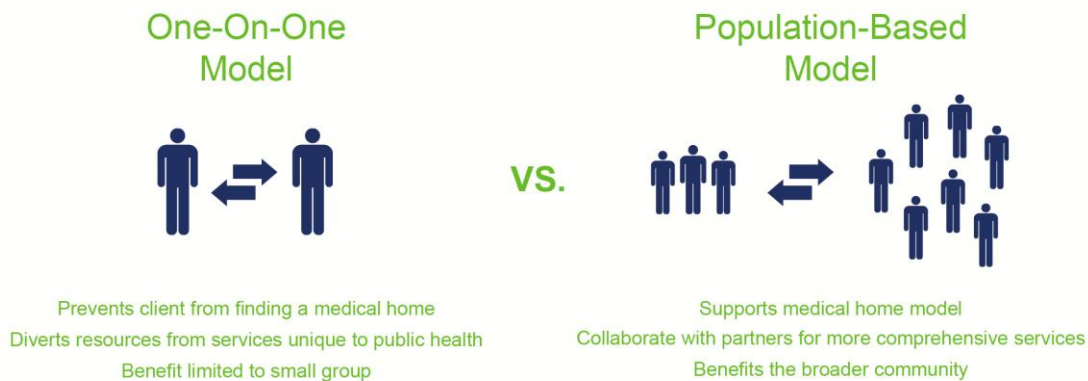 One-On-One
Model
Prevents client from finding a medical home
Diverts resources from services unique to public health
Benefit limited to small group
VS.
Population-Based
Model
Supports medical home model
Collaborate with partners for more comprehensive services
Benefits the broader community